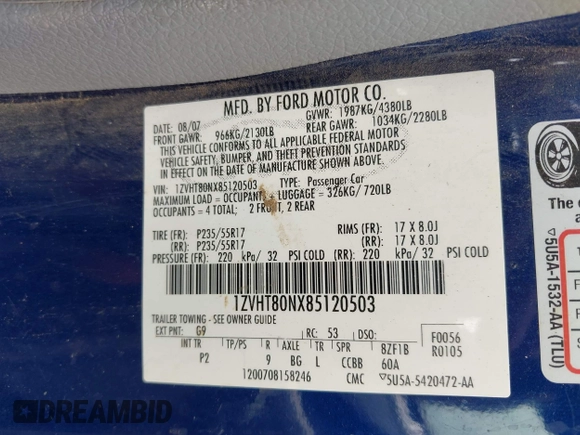 MFD. BY FORD MOTOR CO.
DATE: 08/07 GVWR: 1987KG/4380LB
FRONT GAWR: 966KG/2130LB REAR GAWR: 1034KG/2280LB
THIS VEHICLE CONFORMS TO ALL APPLICABLE FEDERAL MOTOR
VEHICLE SAFETY, BUMPER, AND THEFT PREVENTION STANDARDS
IN EFFECT ON THE DATE OF MANUFACTURE SHOWN ABOVE.
VIN: 1ZVHT80NX85120503 TYPE: Passenger Car
MAXIMUM LOAD = OCCUPANTS + LUGGAGE = 326KG/720LB
OCCUPANTS = 4 TOTAL; 2 FRONT, 2 REAR
TIRE (FR): P235/55R17 RIMS (FR): 17 X 8.0J
(RR): P235/55R17 (RR): 17 X 8.0J
PRESSURE (FR): 220 kPa/ 32 PSI COLD (RR): 220 kPa/ 32 PSI COLD
1ZVHT80NX85120503
TRAILER TOWING - SEE OWNER GUIDE
EXT PNT: G9 RC: 53 DSO: F0056
INT TR TP/PS R AXLE TR SPR BZF1B R0105
P2 9 BG L CCBB 60A
1200708158246 CMC 5U5A-5420472-AA
The
5U5A-1532-AA (TLU)
DREAMBID